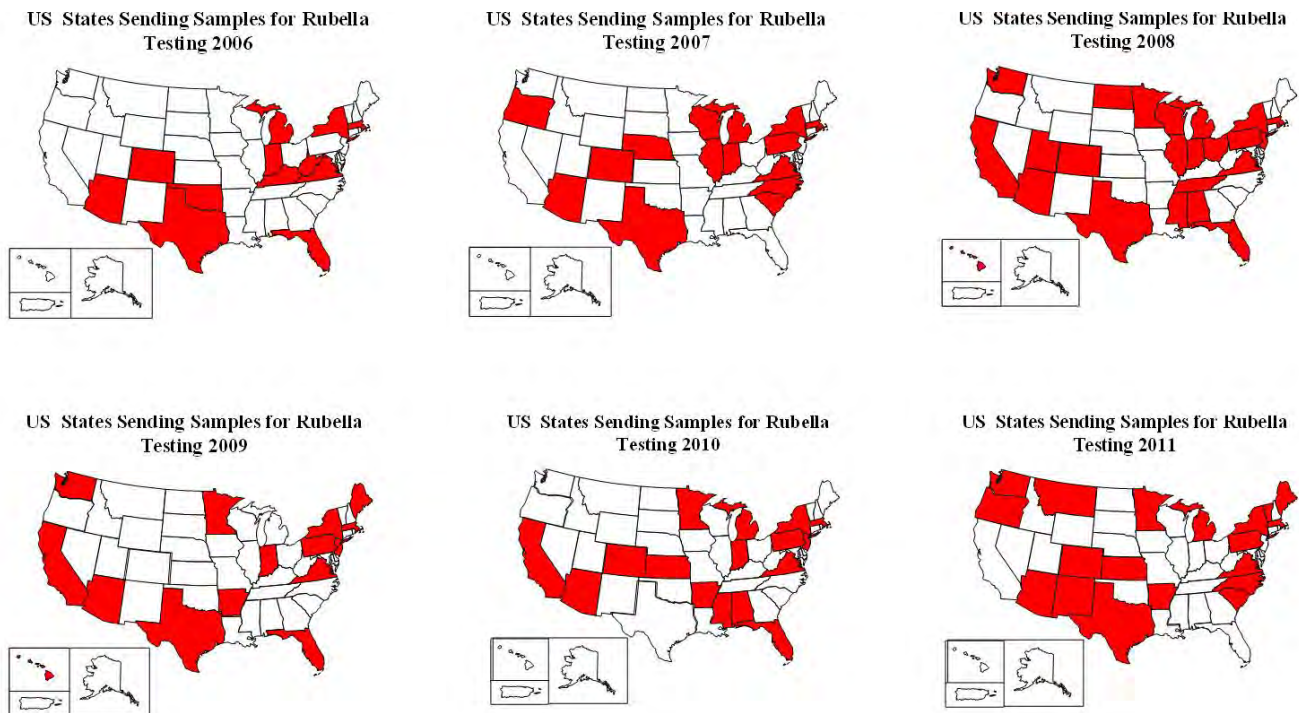 US States Sending Samples for Rubella
Testing 2006
US States Sending Samples for Rubella
Testing 2007
US States Sending Samples for Rubella
Testing 2008
US States Sending Samples for Rubella
Testing 2009
US States Sending Samples for Rubella
Testing 2010
US States Sending Samples for Rubella
Testing 2011